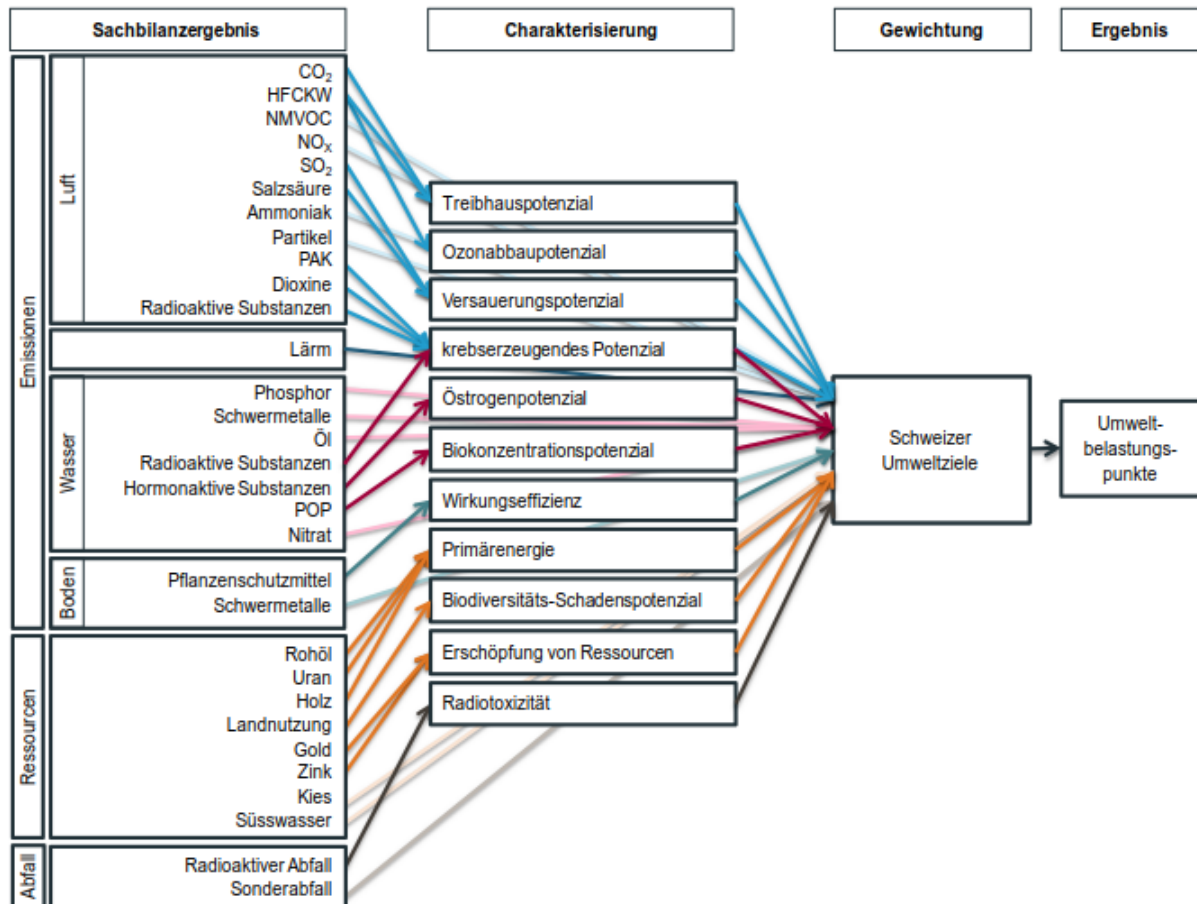 Sachbilanzergebnis
Charakterisierung
Gewichtung
Ergebnis
Emissionen
Luft
CO₂
HFCKW
NMVOC
NOₓ
SO₂
Salzsäure
Ammoniak
Partikel
PAK
Dioxine
Radioaktive Substanzen
Lärm
Wasser
Phosphor
Schwermetalle
Öl
Radioaktive Substanzen
Hormonaktive Substanzen
POP
Nitrat
Boden
Pflanzenschutzmittel
Schwermetalle
Ressourcen
Rohöl
Uran
Holz
Landnutzung
Gold
Zink
Kies
Süsswasser
Abfall
Radioaktiver Abfall
Sonderabfall
Treibhauspotenzial
Ozonabbaupotenzial
Versauerungspotenzial
krebserzeugendes Potenzial
Östrogenpotenzial
Biokonzentrationspotenzial
Wirkungseffizienz
Primärenergie
Biodiversitäts-Schadenspotenzial
Erschöpfung von Ressourcen
Radiotoxizität
Schweizer
Umweltziele
Umwelt-
belastungs-
punkte